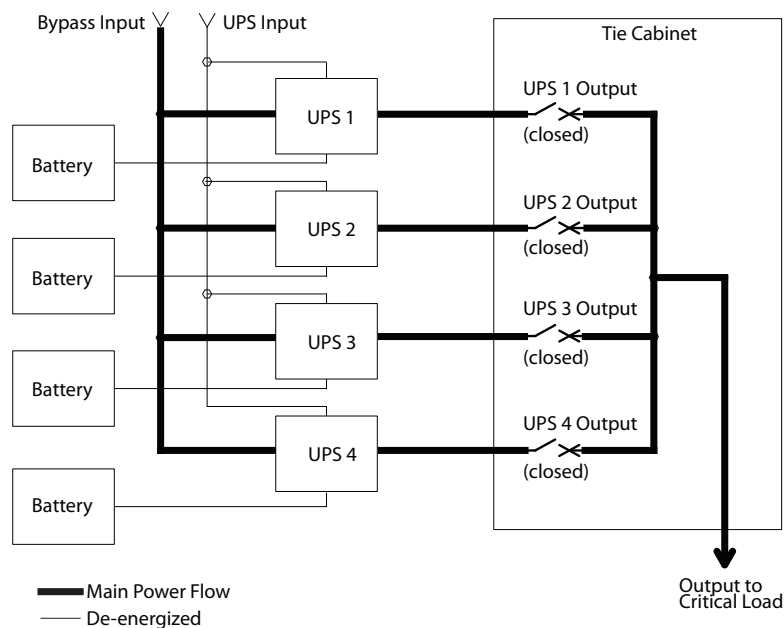 Bypass Input
UPS Input
Tie Cabinet
UPS 1
UPS 1 Output
(closed)
Battery
UPS 2
UPS 2 Output
(closed)
Battery
UPS 3
UPS 3 Output
(closed)
Battery
UPS 4
UPS 4 Output
(closed)
Battery
Main Power Flow
De-energized
Output to
Critical Load